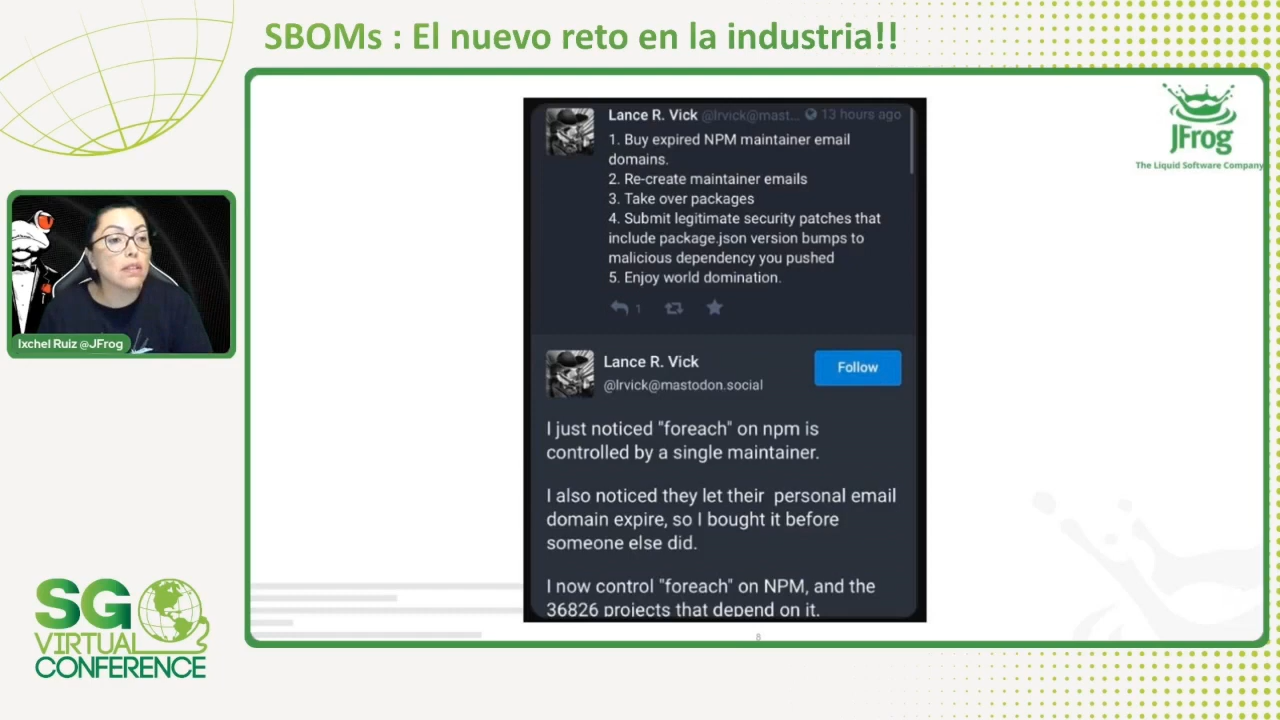 SBOMs : El nuevo reto en la industria!!
JFrog
The Liquid Software Company
Lance R. Vick @lrvick@mast... 13 hours ago
1. Buy expired NPM maintainer email
domains.
2. Re-create maintainer emails
3. Take over packages
4. Submit legitimate security patches that
include package.json version bumps to
malicious dependency you pushed
5. Enjoy world domination.
1
Lance R. Vick
@lrvick@mastodon.social
Follow
I just noticed "foreach" on npm is
controlled by a single maintainer.
I also noticed they let their personal email
domain expire, so I bought it before
someone else did.
I now control "foreach" on NPM, and the
36826 projects that depend on it.
8
Ixchel Ruiz @JFrog
SG
VIRTUAL
CONFERENCE